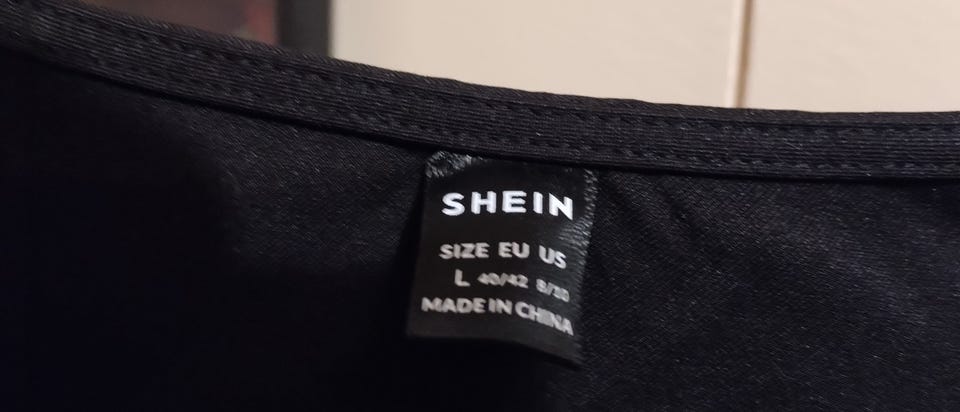 SHEIN
SIZE EU US
L 40/42 8/10
MADE IN CHINA